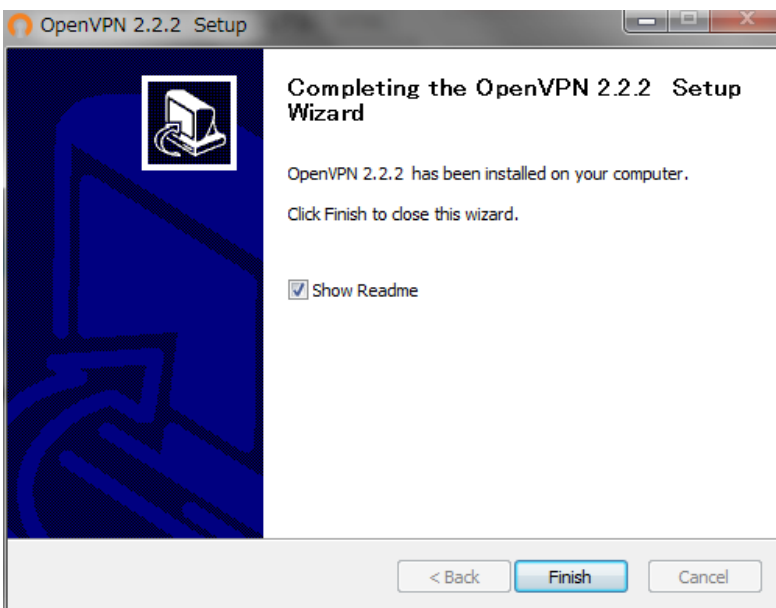 OpenVPN 2.2.2 Setup
Completing the OpenVPN 2.2.2 Setup
Wizard
OpenVPN 2.2.2 has been installed on your computer.
Click Finish to close this wizard.
Show Readme
< Back
Finish
Cancel